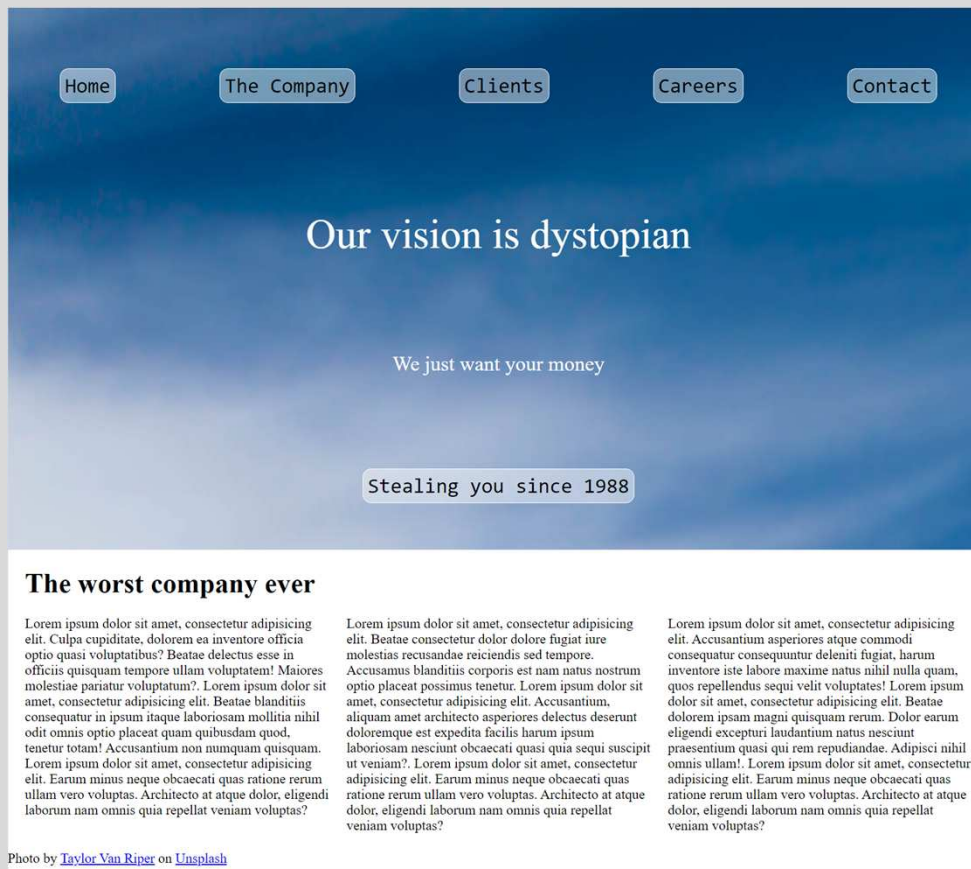 Home The Company Clients Careers Contact
Our vision is dystopian
We just want your money
Stealing you since 1988
The worst company ever
Lorem ipsum dolor sit amet, consectetur adipisicing
elit. Culpa cupiditate, dolorem ea inventore officia
optio quasi voluptatibus? Beatae delectus esse in
officiis quisquam tempore ullam voluptatem! Maiores
molestiae pariatur voluptatum?. Lorem ipsum dolor sit
amet, consectetur adipisicing elit. Beatae blanditiis
consequatur in ipsum itaque laboriosam mollitia nihil
odit omnis optio placeat quam quibusdam quod,
tenetur totam! Accusantium non numquam quisquam.
Lorem ipsum dolor sit amet, consectetur adipisicing
elit. Earum minus neque obcaecati quas ratione rerum
ullam vero voluptas. Architecto at atque dolor, eligendi
laborum nam omnis quia repellat veniam voluptas?
Lorem ipsum dolor sit amet, consectetur adipisicing
elit. Beatae consectetur dolor dolore fugiat iure
molestias recusandae reiciendis sed tempore.
Accusamus blanditiis corporis est nam natus nostrum
optio placeat possimus tenetur. Lorem ipsum dolor sit
amet, consectetur adipisicing elit. Accusantium,
aliquam amet architecto asperiores delectus deserunt
doloremque est expedita facilis harum ipsum
laboriosam nesciunt obcaecati quasi quia sequi suscipit
ut veniam?. Lorem ipsum dolor sit amet, consectetur
adipisicing elit. Earum minus neque obcaecati quas
ratione rerum ullam vero voluptas. Architecto at atque
dolor, eligendi laborum nam omnis quia repellat
veniam voluptas?
Lorem ipsum dolor sit amet, consectetur adipisicing
elit. Accusantium asperiores atque commodi
consequatur consequuntur deleniti fugiat, harum
inventore iste labore maxime natus nihil nulla quam,
quos repellendus sequi velit voluptates! Lorem ipsum
dolor sit amet, consectetur adipisicing elit. Beatae
dolorem ipsam magni quisquam rerum. Dolor earum
eligendi excepturi laudantium natus nesciunt
praesentium quasi qui rem repudiandae. Adipisci nihil
omnis ullam!. Lorem ipsum dolor sit amet, consectetur
adipisicing elit. Earum minus neque obcaecati quas
ratione rerum ullam vero voluptas. Architecto at atque
dolor, eligendi laborum nam omnis quia repellat
veniam voluptas?
Photo by Taylor Van Riper on Unsplash